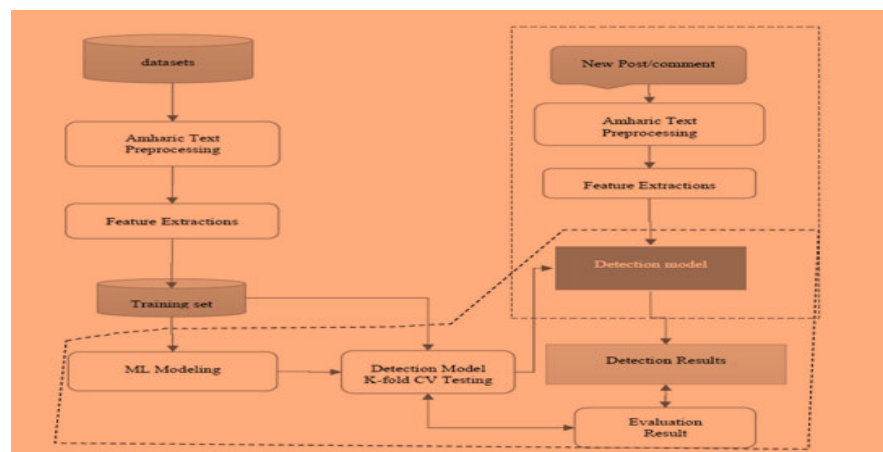 datasets
Amharic Text
Preprocessing
Feature Extractions
Training set
ML Modeling
Detection Model
K-fold CV Testing
New Post/comment
Amharic Text
Preprocessing
Feature Extractions
Detection model
Detection Results
Evaluation
Result